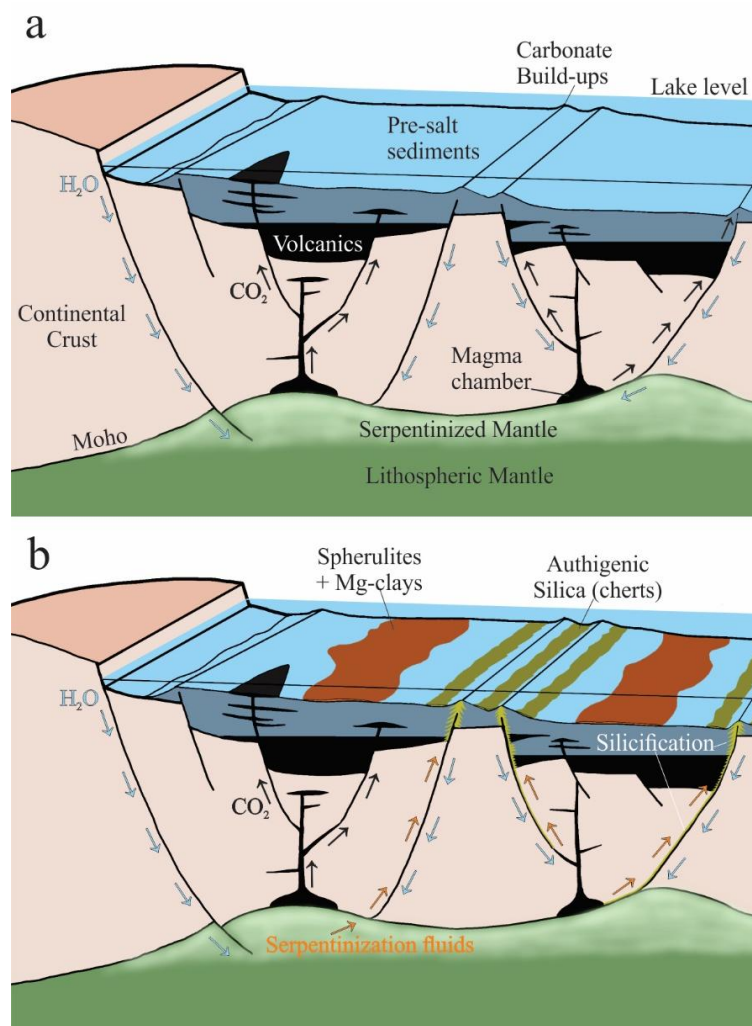 a
Carbonate
Build-ups
Lake level
Pre-salt
sediments
H₂O
Volcanics
CO₂
Continental
Crust
Magma
chamber
Moho
Serpentinized Mantle
Lithospheric Mantle
b
Spherulites
+ Mg-clays
Authigenic
Silica (cherts)
H₂O
Silicification
CO₂
Serpentinization fluids